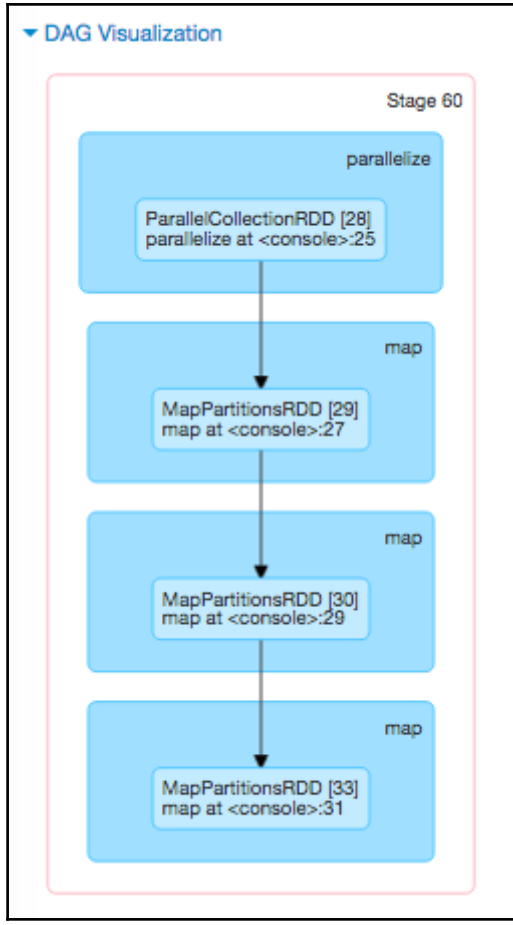 DAG Visualization
Stage 60
parallelize
ParallelCollectionRDD [28]
parallelize at <console>:25
map
MapPartitionsRDD [29]
map at <console>:27
map
MapPartitionsRDD [30]
map at <console>:29
map
MapPartitionsRDD [33]
map at <console>:31